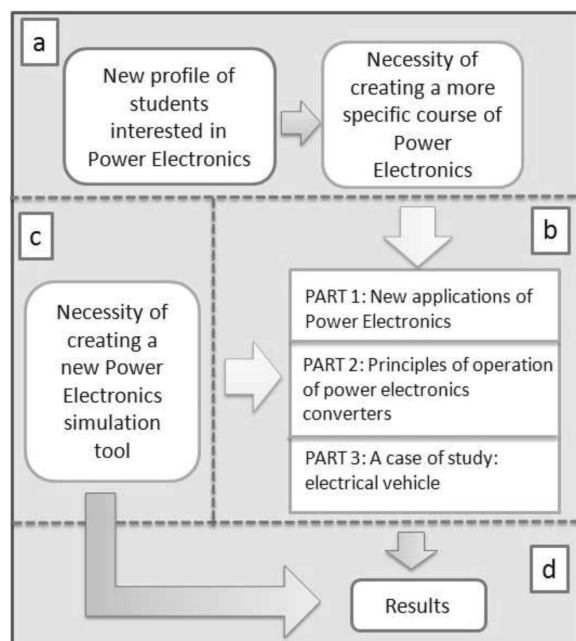 a
New profile of
students
interested in
Power Electronics
Necessity of
creating a more
specific course of
Power
Electronics
c
Necessity of
creating a
new Power
Electronics
simulation
tool
b
PART 1: New applications of
Power Electronics
PART 2: Principles of operation
of power electronics
converters
PART 3: A case of study:
electrical vehicle
d
Results